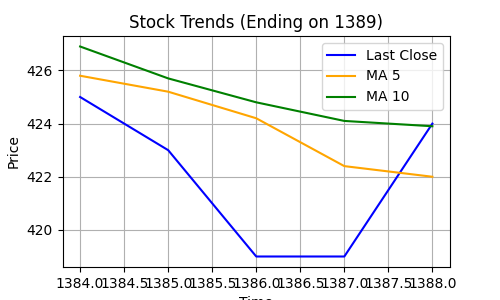 Stock Trends (Ending on 1389)
Last Close
MA 5
MA 10
426
424
422
420
Price
1384.0 1384.5 1385.0 1385.5 1386.0 1386.5 1387.0 1387.5 1388.0
Time